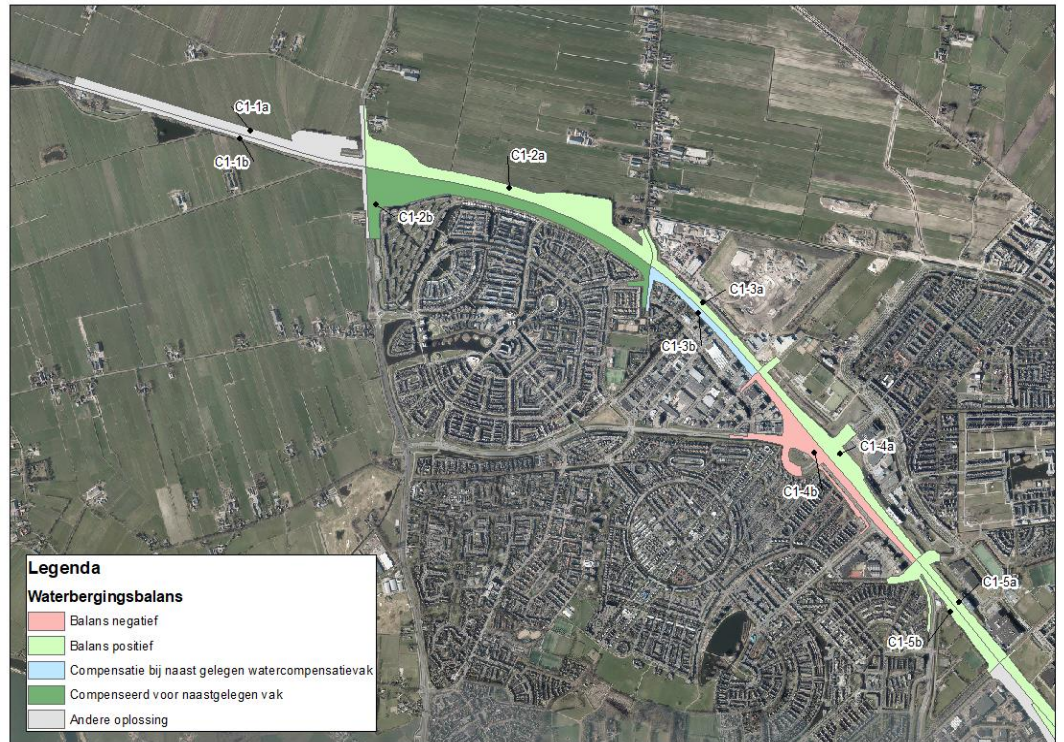 C1-1a
C1-1b
C1-2a
C1-2b
C1-3a
C1-3b
C1-4a
C1-4b
C1-5a
C1-5b
Legenda
Waterbergingsbalans
Balans negatief
Balans positief
Compensatie bij naast gelegen watercompensatievak
Compenseerd voor naastgelegen vak
Andere oplossing